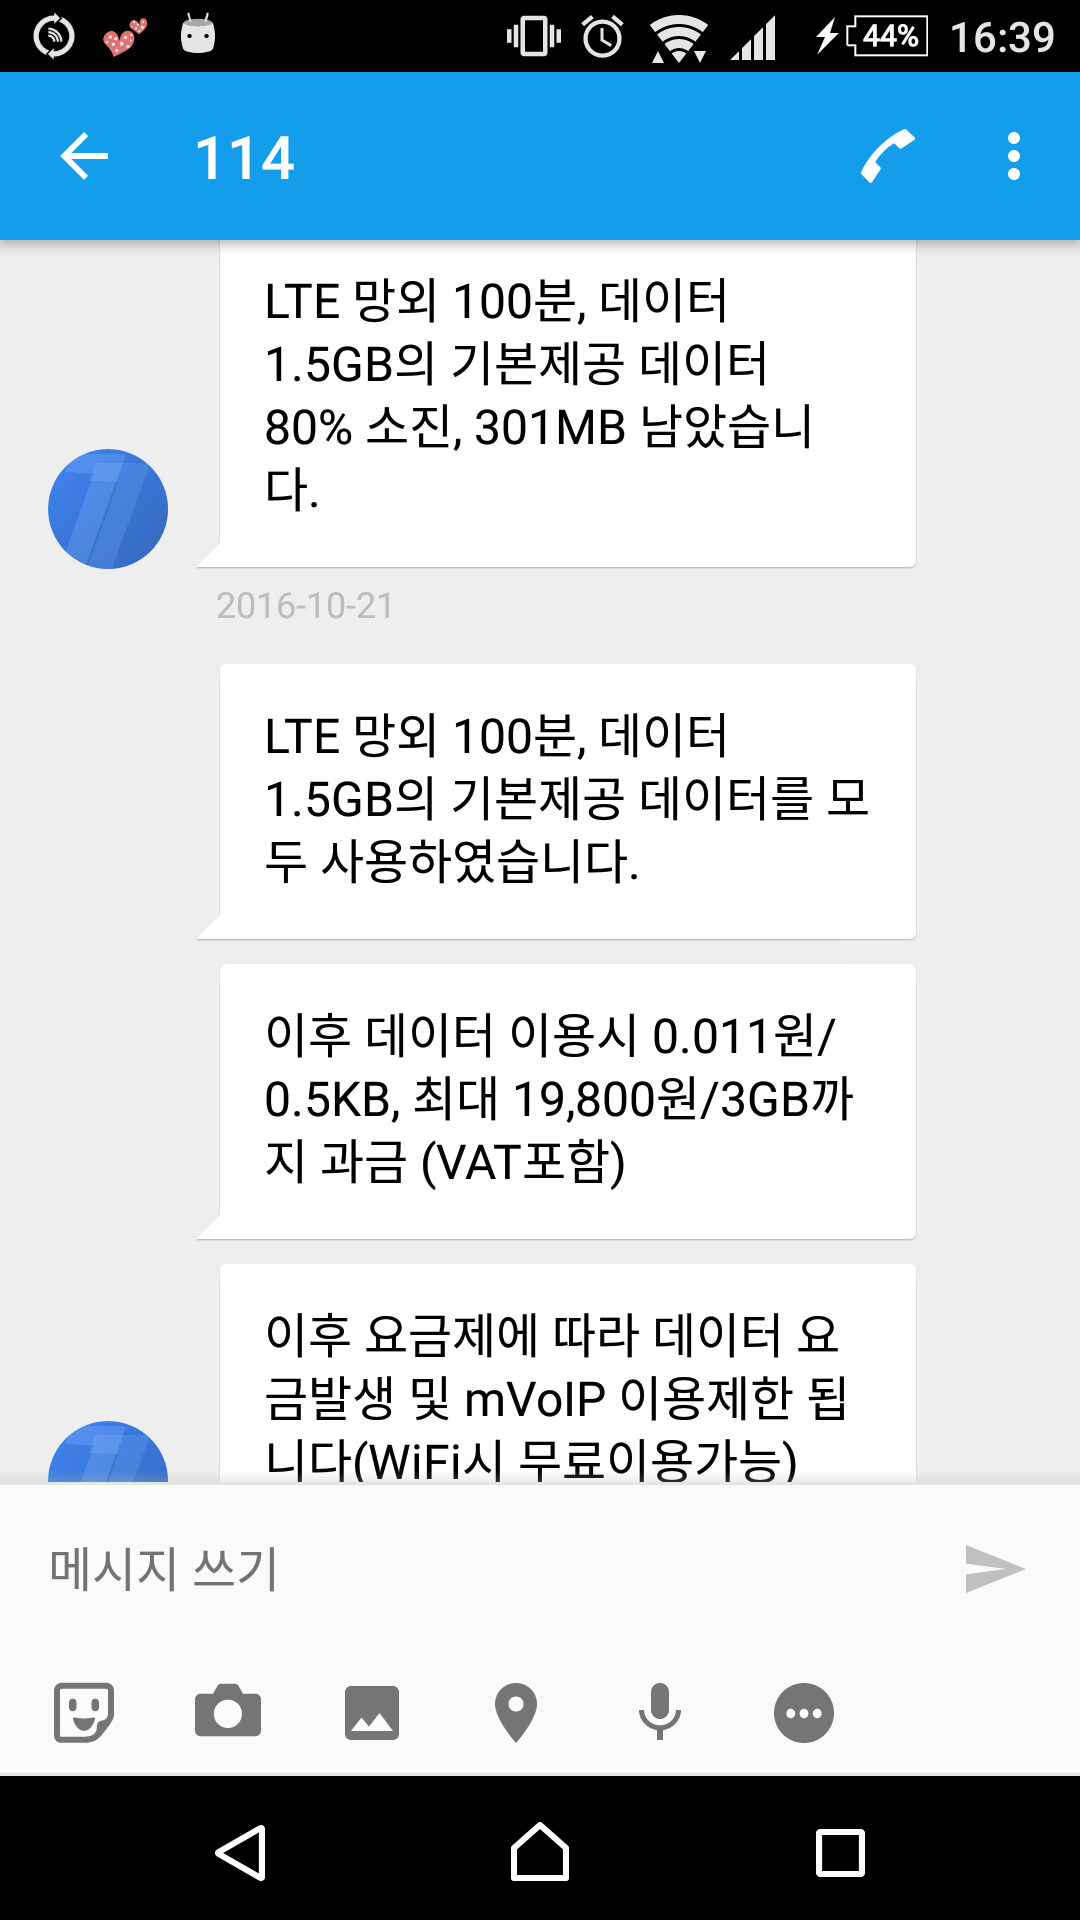 44% 16:39
114
LTE 망외 100분, 데이터
1.5GB의 기본제공 데이터
80% 소진, 301MB 남았습니
다.
2016-10-21
LTE 망외 100분, 데이터
1.5GB의 기본제공 데이터를 모
두 사용하였습니다.
이후 데이터 이용시 0.011원/
0.5KB, 최대 19,800원/3GB까
지 과금 (VAT포함)
이후 요금제에 따라 데이터 요
금발생 및 mVoIP 이용제한 됩
니다(WiFi시 무료이용가능)
메시지 쓰기